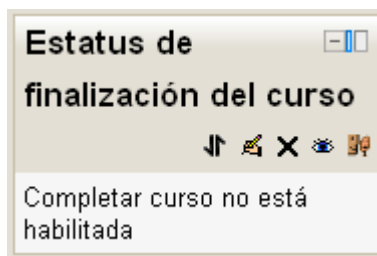 Estatus de
finalización del curso
Completar curso no está
habilitada